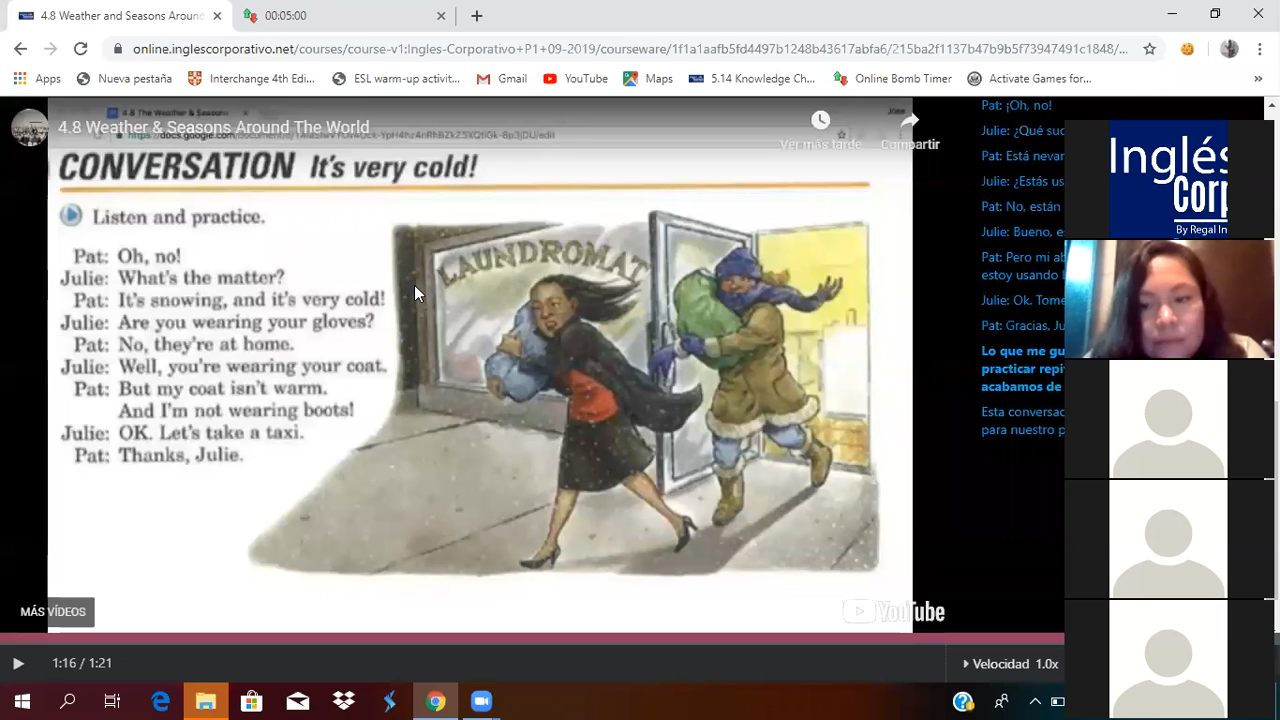 4.8 Weather and Seasons Aroun
00:05:00
online.inglescorporativo.net/courses/course-v1:Ingles-Corporativo+P1+09-2019/courseware/1f1a1aafb5fd4497b1248b43617abfa6/215ba2f1137b47b9b5f73947491c1848/...
Apps
Nueva pestaña
Interchange 4th Edi...
ESL warm-up activit...
Gmail
YouTube
Maps
5.14 Knowledge Ch...
Online Bomb Timer
Activate Games for...
»
4.8 The Weather & Seasons
4.8 Weather & Seasons Around The World
Ver más tarde
Compartir
CONVERSATION It's very cold!
Listen and practice.
Pat: Oh, no!
Julie: What's the matter?
Pat: It's snowing, and it's very cold!
Julie: Are you wearing your gloves?
Pat: No, they're at home.
Julie: Well, you're wearing your coat.
Pat: But my coat isn't warm.
And I'm not wearing boots!
Julie: OK. Let's take a taxi.
Pat: Thanks, Julie.
LAUNDROMAT
MÁS VÍDEOS
YouTube
1:16 / 1:21
Velocidad 1.0x
Pat: ¡Oh, no!
Julie: ¿Qué suc
Pat: Está nevar
Julie: ¿Estás us
Pat: No, están
Julie: Bueno, e
Pat: Pero mi ab
estoy usando
Julie: Ok. Tome
Pat: Gracias, Ju
Lo que me gu
practicar repi
acabamos de
Esta conversac
para nuestro p
Inglés
Corp
By Regal In